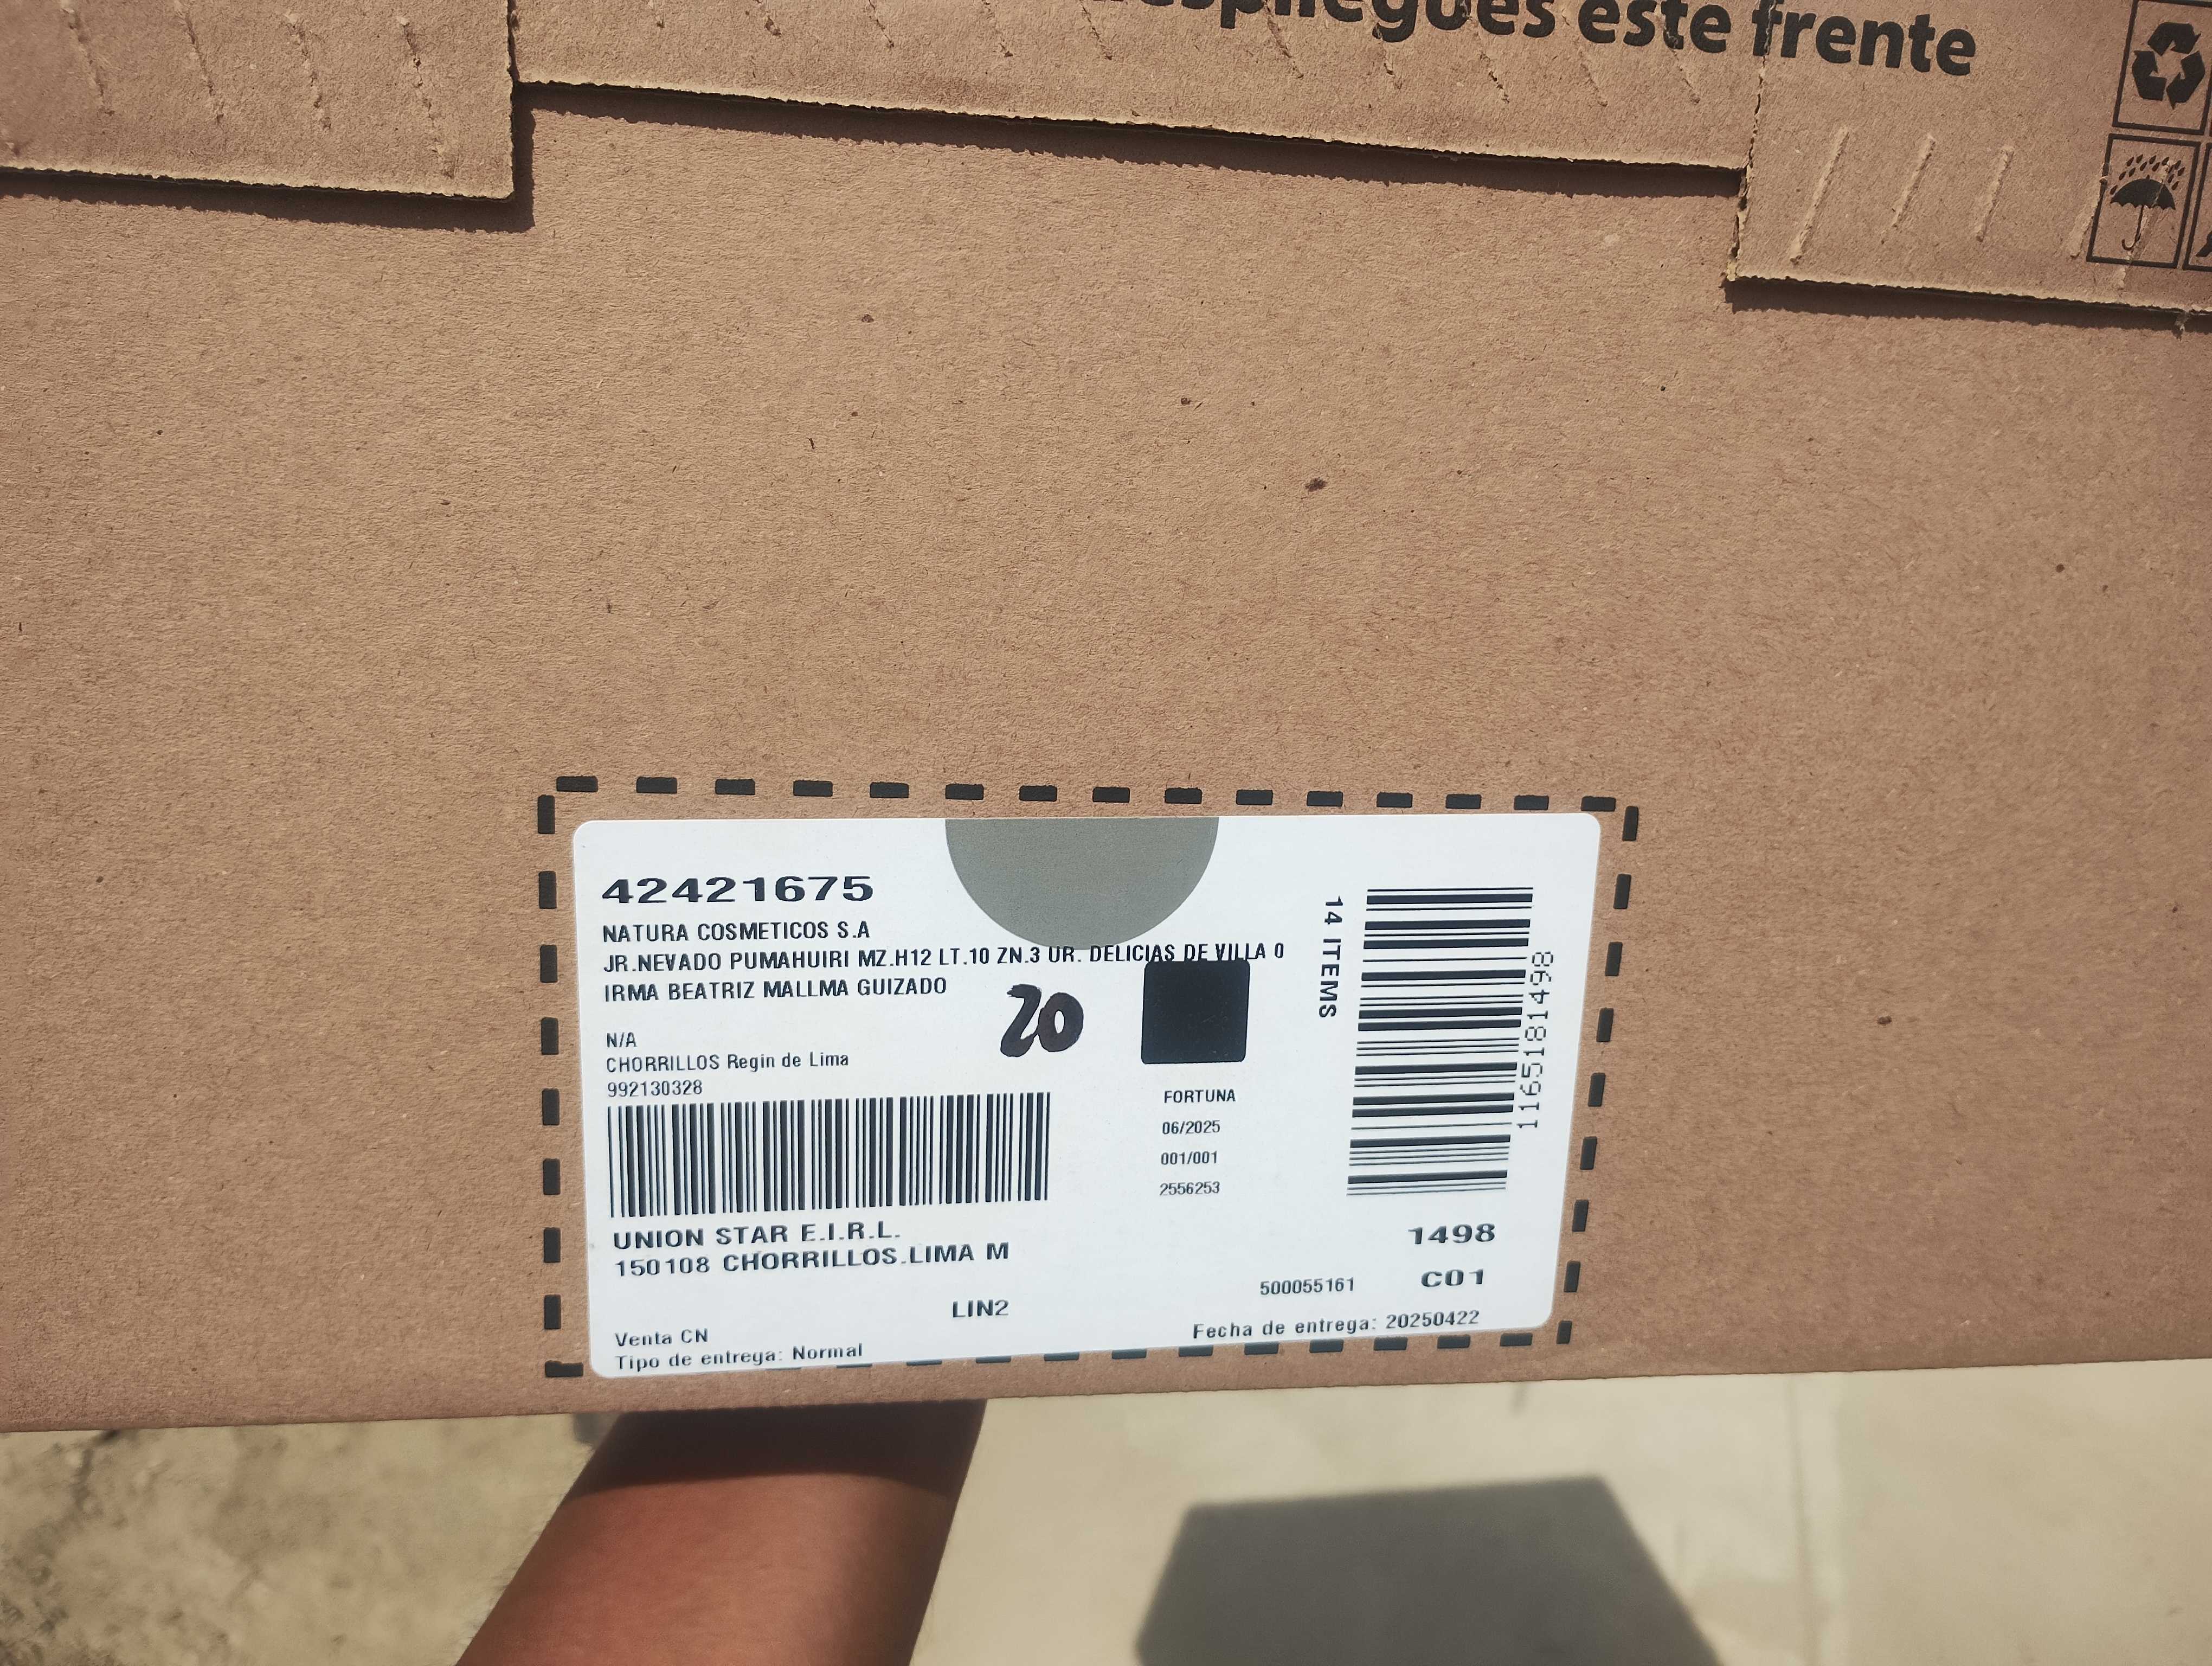 este frente
42421675
NATURA COSMETICOS S.A
JR.NEVADO PUMAHUIRI MZ.H12 LT.10 ZN.3 UR. DELICIAS DE VILLA 0
IRMA BEATRIZ MALLMA GUIZADO
20
N/A
CHORRILLOS Regin de Lima
992130328
UNION STAR E.I.R.L.
150108 CHORRILLOS.LIMA M
LIN2
Venta CN
Tipo de entrega: Normal
FORTUNA
06/2025
001/001
2556253
14 ITEMS
1165181498
1498
500055161 C01
Fecha de entrega: 20250422